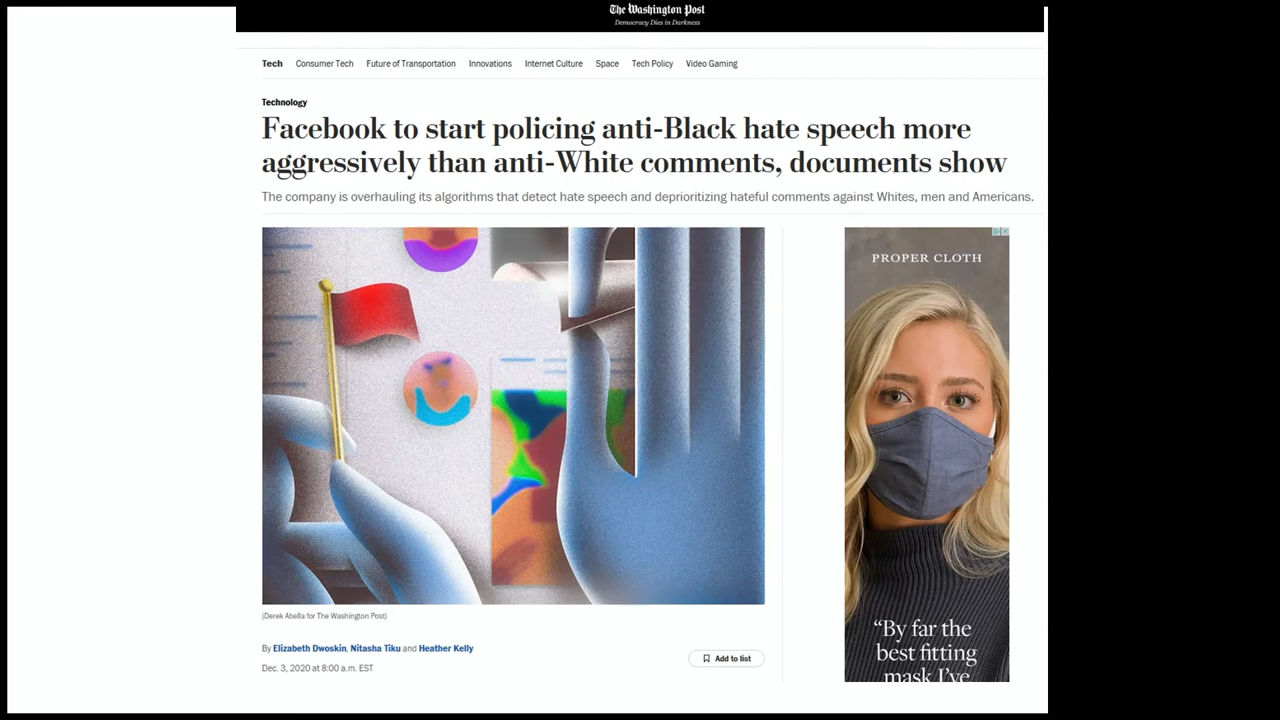 The Washington Post
Democracy Dies in Darkness
Tech Consumer Tech Future of Transportation Innovations Internet Culture Space Tech Policy Video Gaming
Technology
Facebook to start policing anti-Black hate speech more
aggressively than anti-White comments, documents show
The company is overhauling its algorithms that detect hate speech and deprioritizing hateful comments against Whites, men and Americans.
PROPER CLOTH
“By far the
best fitting
mask I’ve
(Derek Abella for The Washington Post)
By Elizabeth Dwoskin, Nitasha Tiku and Heather Kelly
Dec. 3, 2020 at 8:00 a.m. EST
Add to list